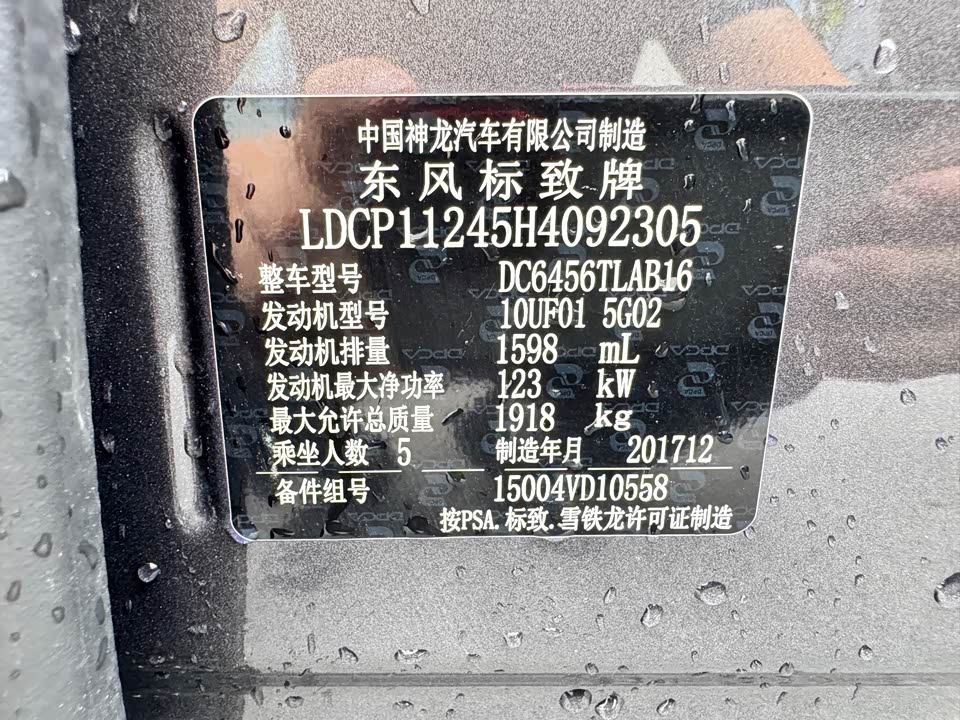 中国神龙汽车有限公司制造
东风标致牌
LDCP11245H4092305
整车型号 DC6456TLAB16
发动机型号 10UF01 5G02
发动机排量 1598 mL
发动机最大净功率 123 kW
最大允许总质量 1918 kg
乘坐人数 5 制造年月 201712
备件组号 15004VD10558
按PSA.标致.雪铁龙许可证制造